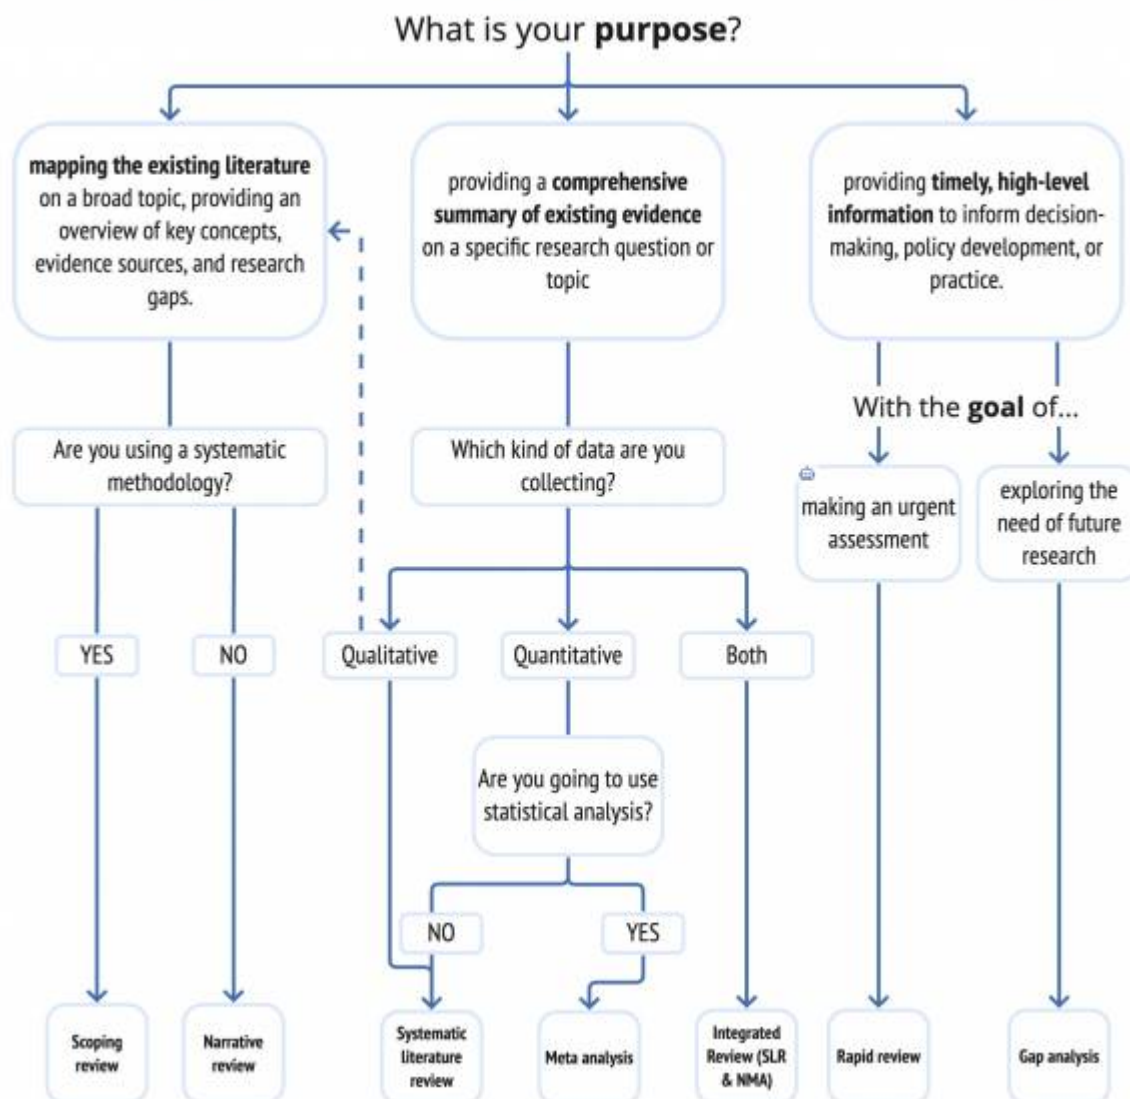 What is your purpose?
mapping the existing literature
on a broad topic, providing an
overview of key concepts,
evidence sources, and research
gaps.
providing a comprehensive
summary of existing evidence
on a specific research question or
topic
providing timely, high-level
information to inform decision-
making, policy development, or
practice.
With the goal of...
Are you using a systematic
methodology?
Which kind of data are you
collecting?
making an urgent
assessment
exploring the
need of future
research
YES
NO
Qualitative
Quantitative
Both
Are you going to use
statistical analysis?
NO
YES
Scoping
review
Narrative
review
Systematic
literature
review
Meta analysis
Integrated
Review (SLR
& NMA)
Rapid review
Gap analysis